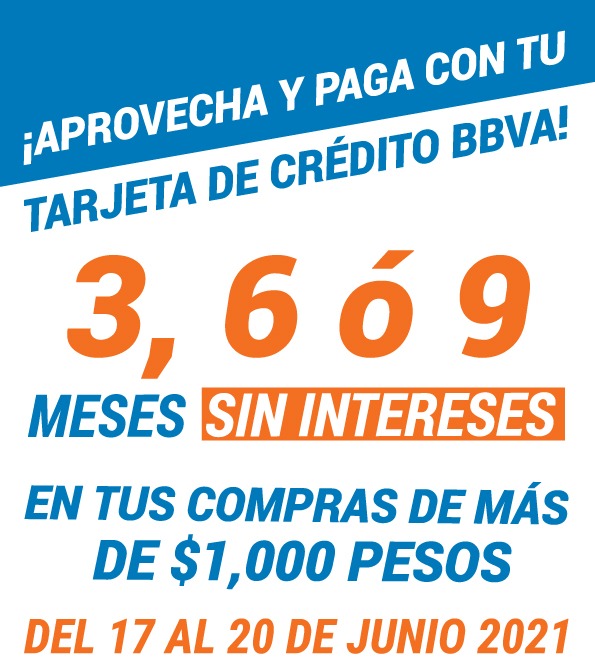 ¡APROVECHA Y PAGA CON TU
TARJETA DE CRÉDITO BBVA!
3, 6 ó 9
MESES SIN INTERESES
EN TUS COMPRAS DE MÁS
DE $1,000 PESOS
DEL 17 AL 20 DE JUNIO 2021